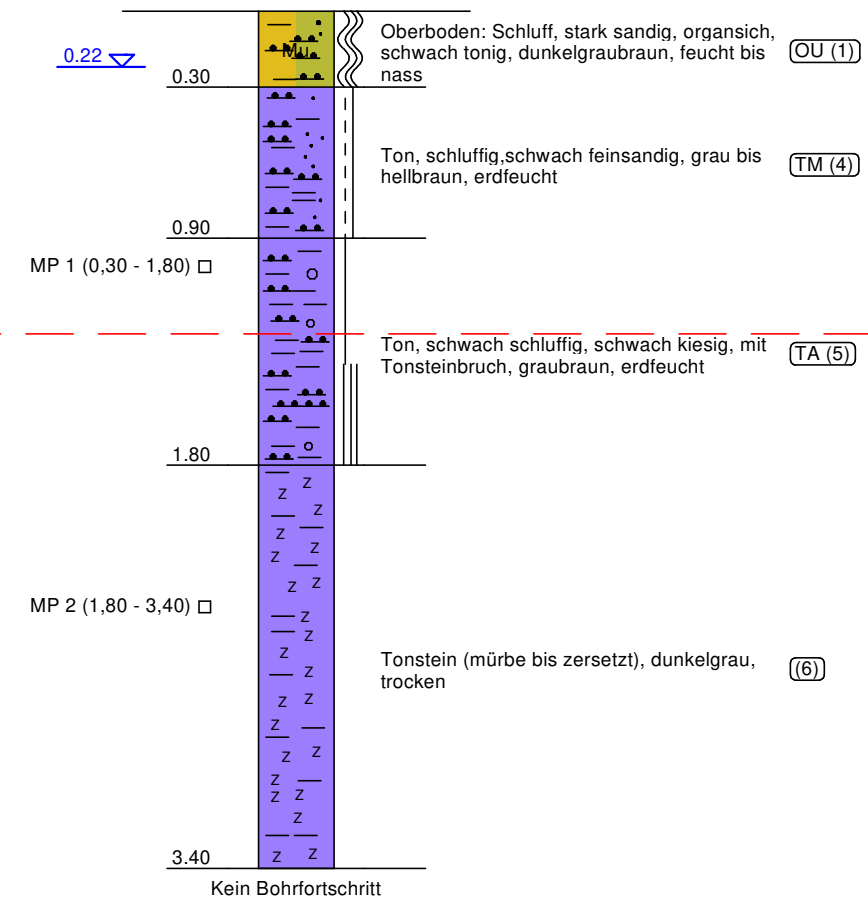 Oberboden: Schluff, stark sandig, organsich,
schwach tonig, dunkelgraubraun, feucht bis
nass
OU (1)
0.22
Mu
0.30
Ton, schluffig,schwach feinsandig, grau bis
hellbraun, erdfeucht
TM (4)
0.90
MP 1 (0,30 - 1,80)
Ton, schwach schluffig, schwach kiesig, mit
Tonsteinbruch, graubraun, erdfeucht
TA (5)
1.80
MP 2 (1,80 - 3,40)
Tonstein (mürbe bis zersetzt), dunkelgrau,
trocken
(6)
3.40
Kein Bohrfortschritt